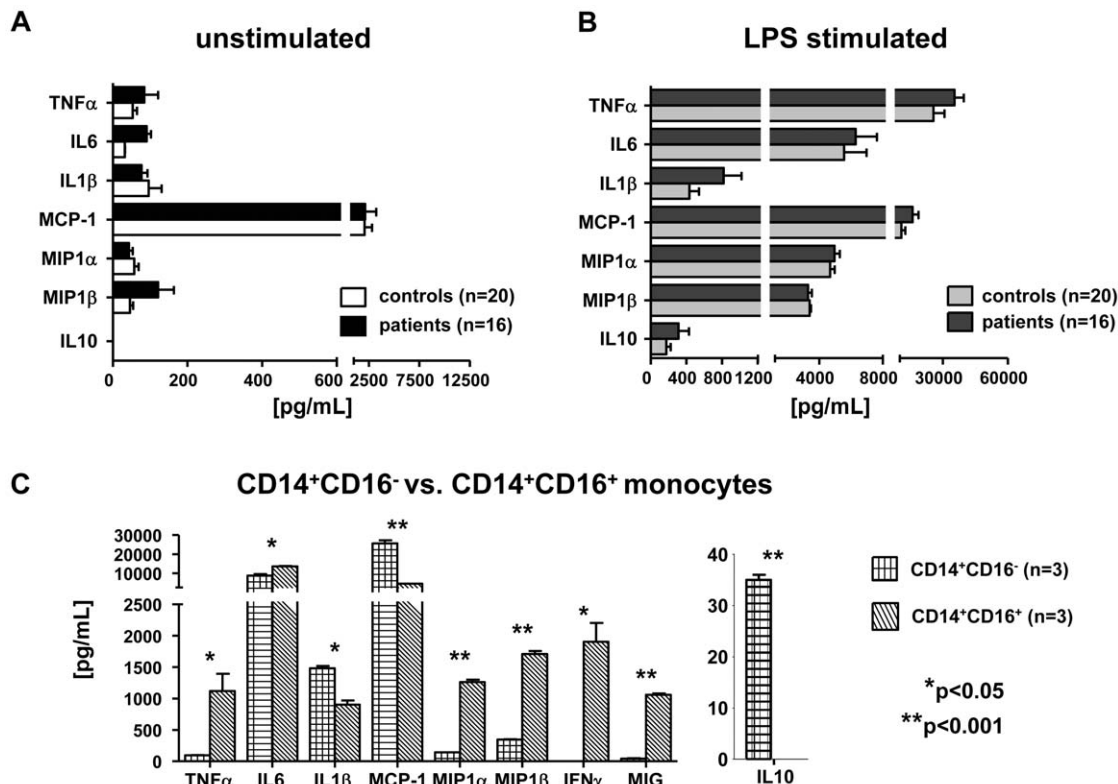 A
unstimulated
TNFα
IL6
IL1β
MCP-1
MIP1α
MIP1β
IL10
controls (n=20)
patients (n=16)
0 200 400 600 2500 7500 12500
[pg/mL]
B
LPS stimulated
TNFα
IL6
IL1β
MCP-1
MIP1α
MIP1β
IL10
controls (n=20)
patients (n=16)
0 400 800 1200 4000 8000 30000 60000
[pg/mL]
C
CD14⁺CD16⁻ vs. CD14⁺CD16⁺ monocytes
[pg/mL]
30000
20000
10000
2500
2000
1500
1000
500
0
* * * ** ** ** * **
TNFα IL6 IL1β MCP-1 MIP1α MIP1β IFNγ MIG
40
30
20
10
0
**
IL10
CD14⁺CD16⁻ (n=3)
CD14⁺CD16⁺ (n=3)
*p<0.05
**p<0.001